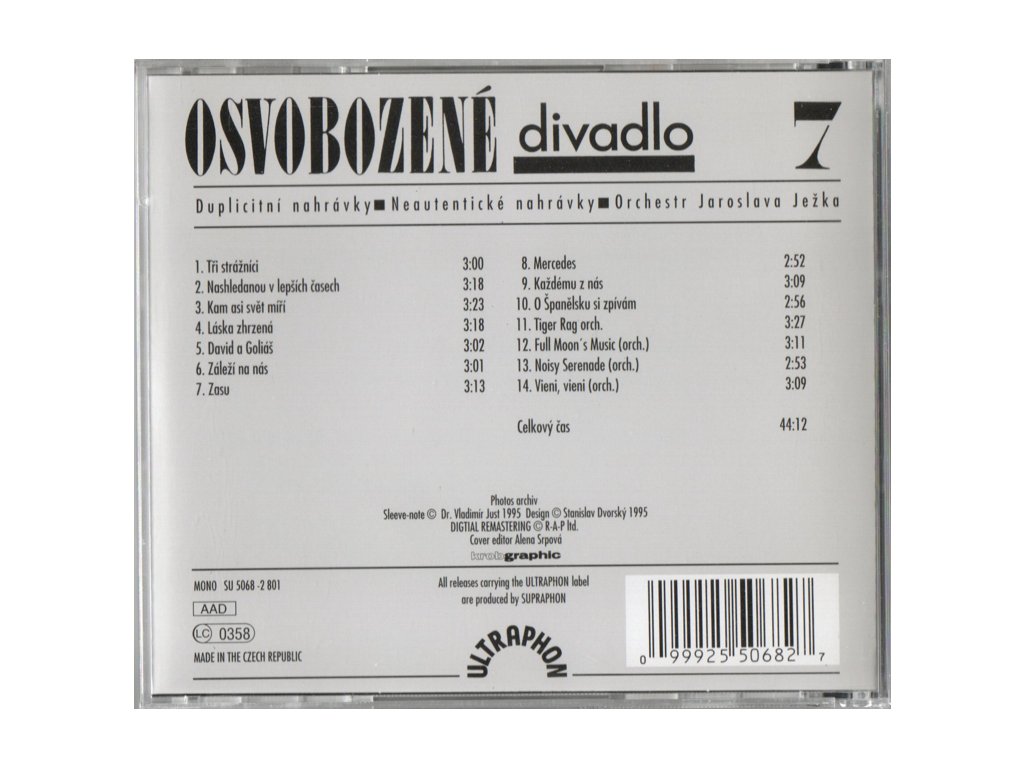 OSVOBOZENÉ divadlo 7
Duplicitní nahrávky■Neautentické nahrávky■Orchestr Jaroslava Ježka
1. Tři strážníci 3:00
2. Nashledanou v lepších časech 3:18
3. Kam asi svět míří 3:23
4. Láska zhrzená 3:18
5. David a Goliáš 3:02
6. Záleží na nás 3:01
7. Zasu 3:13
8. Mercedes 2:52
9. Každému z nás 3:09
10. O Španělsku si zpívám 2:56
11. Tiger Rag orch. 3:27
12. Full Moon´s Music (orch.) 3:11
13. Noisy Serenade (orch.) 2:53
14. Vieni, vieni (orch.) 3:09
Celkový čas 44:12
Photos archiv
Sleeve-note © Dr. Vladimír Just 1995 Design © Stanislav Dvorský 1995
DIGTIAL REMASTERING © R-A-P ltd.
Cover editor Alena Srpová
krobgraphic
MONO SU 5068 -2 801
AAD
LC 0358
MADE IN THE CZECH REPUBLIC
All releases carrying the ULTRAPHON label
are produced by SUPRAPHON
ULTRAPHON
0 99925 50682 7